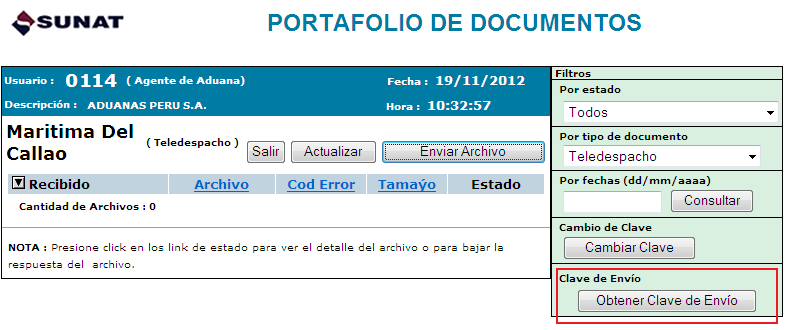 SUNAT
PORTAFOLIO DE DOCUMENTOS
Usuario : 0114 ( Agente de Aduana)
Fecha : 19/11/2012
Descripción : ADUANAS PERU S.A.
Hora : 10:32:57
Maritima Del
Callao
( Teledespacho )
Salir
Actualizar
Enviar Archivo
Recibido
Archivo
Cod Error
Tamaýo
Estado
Cantidad de Archivos : 0
NOTA : Presione click en los link de estado para ver el detalle del archivo o para bajar la
respuesta del archivo.
Filtros
Por estado
Todos
Por tipo de documento
Teledespacho
Por fechas (dd/mm/aaaa)
Consultar
Cambio de Clave
Cambiar Clave
Clave de Envío
Obtener Clave de Envío